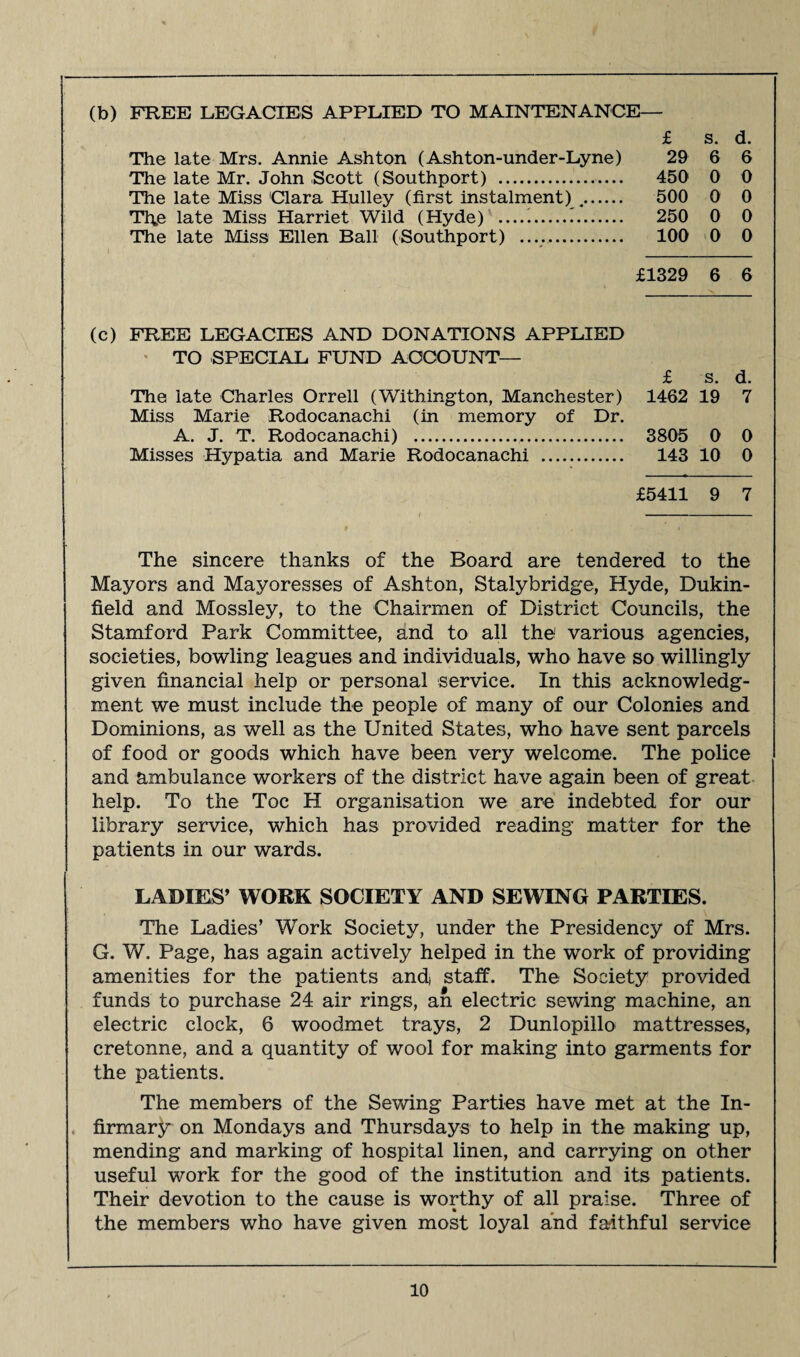 (b) FREE LEGACIES APPLIED TO MAINTENANCE—
£ s. d.
The late Mrs. Annie Ashton (Ashton-under-Lyne) 29 6 6
The late Mr. John Scott (Southport) .................. 450 0 0
The late Miss Clara Hulley (first instalment) ....... 500 0 0
The late Miss Harriet Wild (Hyde) .................. 250 0 0
The late Miss Ellen Ball (Southport) ................ 100 0 0
£1329 6 6
(c) FREE LEGACIES AND DONATIONS APPLIED
TO SPECIAL FUND ACCOUNT—
£ s. d.
The late Charles Orrell (Withington, Manchester) 1462 19 7
Miss Marie Rodocanachi (in memory of Dr.
A. J. T. Rodocanachi) .............................. 3805 0 0
Misses Hypatia and Marie Rodocanachi ............ 143 10 0
£5411 9 7
The sincere thanks of the Board are tendered to the
Mayors and Mayoresses of Ashton, Stalybridge, Hyde, Dukin-
field and Mossley, to the Chairmen of District Councils, the
Stamford Park Committee, and to all the various agencies,
societies, bowling leagues and individuals, who have so willingly
given financial help or personal service. In this acknowledg-
ment we must include the people of many of our Colonies and
Dominions, as well as the United States, who have sent parcels
of food or goods which have been very welcome. The police
and ambulance workers of the district have again been of great
help. To the Toc H organisation we are indebted for our
library service, which has provided reading matter for the
patients in our wards.
LADIES' WORK SOCIETY AND SEWING PARTIES.
The Ladies' Work Society, under the Presidency of Mrs.
G. W. Page, has again actively helped in the work of providing
amenities for the patients and staff. The Society provided
funds to purchase 24 air rings, an electric sewing machine, an
electric clock, 6 woodmet trays, 2 Dunlopillo mattresses,
cretonne, and a quantity of wool for making into garments for
the patients.
The members of the Sewing Parties have met at the In-
firmary on Mondays and Thursdays to help in the making up,
mending and marking of hospital linen, and carrying on other
useful work for the good of the institution and its patients.
Their devotion to the cause is worthy of all praise. Three of
the members who have given most loyal and faithful service
10